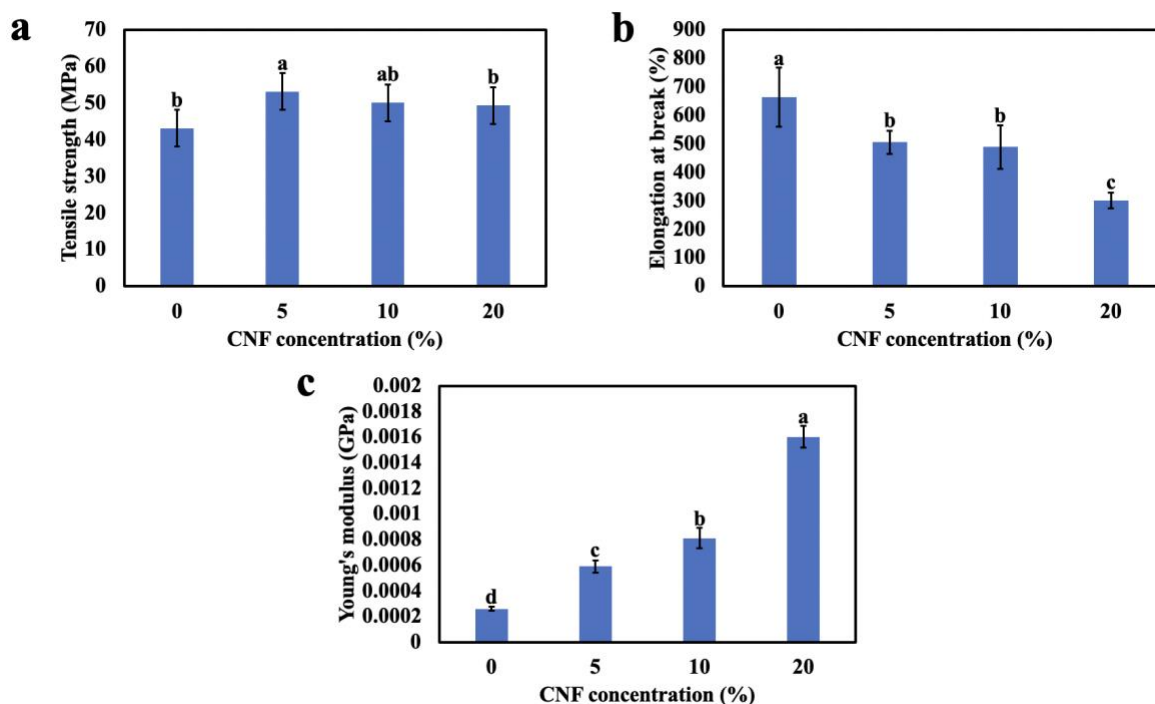 a
Tensile strength (MPa)
70
60
50
40
30
20
10
0
b
a
ab
b
0 5 10 20
CNF concentration (%)
b
Elongation at break (%)
900
800
700
600
500
400
300
200
100
0
a
b
b
c
0 5 10 20
CNF concentration (%)
c
Young's modulus (GPa)
0.002
0.0018
0.0016
0.0014
0.0012
0.001
0.0008
0.0006
0.0004
0.0002
0
d
c
b
a
0 5 10 20
CNF concentration (%)